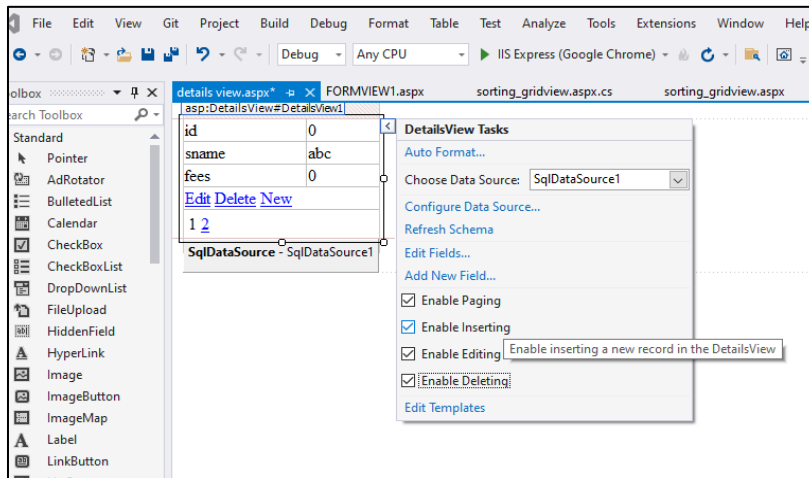 File Edit View Git Project Build Debug Format Table Test Analyze Tools Extensions Window Help
Debug Any CPU IIS Express (Google Chrome)
oolbox
details view.aspx* FORMVIEW1.aspx sorting_gridview.aspx.cs sorting_gridview.aspx
earch Toolbox
asp:DetailsView#DetailsView1
Standard
Pointer
AdRotator
BulletedList
Calendar
CheckBox
CheckBoxList
DropDownList
FileUpload
HiddenField
HyperLink
Image
ImageButton
ImageMap
Label
LinkButton
id 0
sname abc
fees 0
Edit Delete New
1 2
SqlDataSource - SqlDataSource1
DetailsView Tasks
Auto Format...
Choose Data Source: SqlDataSource1
Configure Data Source...
Refresh Schema
Edit Fields...
Add New Field...
Enable Paging
Enable Inserting
Enable Editing
Enable inserting a new record in the DetailsView
Enable Deleting
Edit Templates